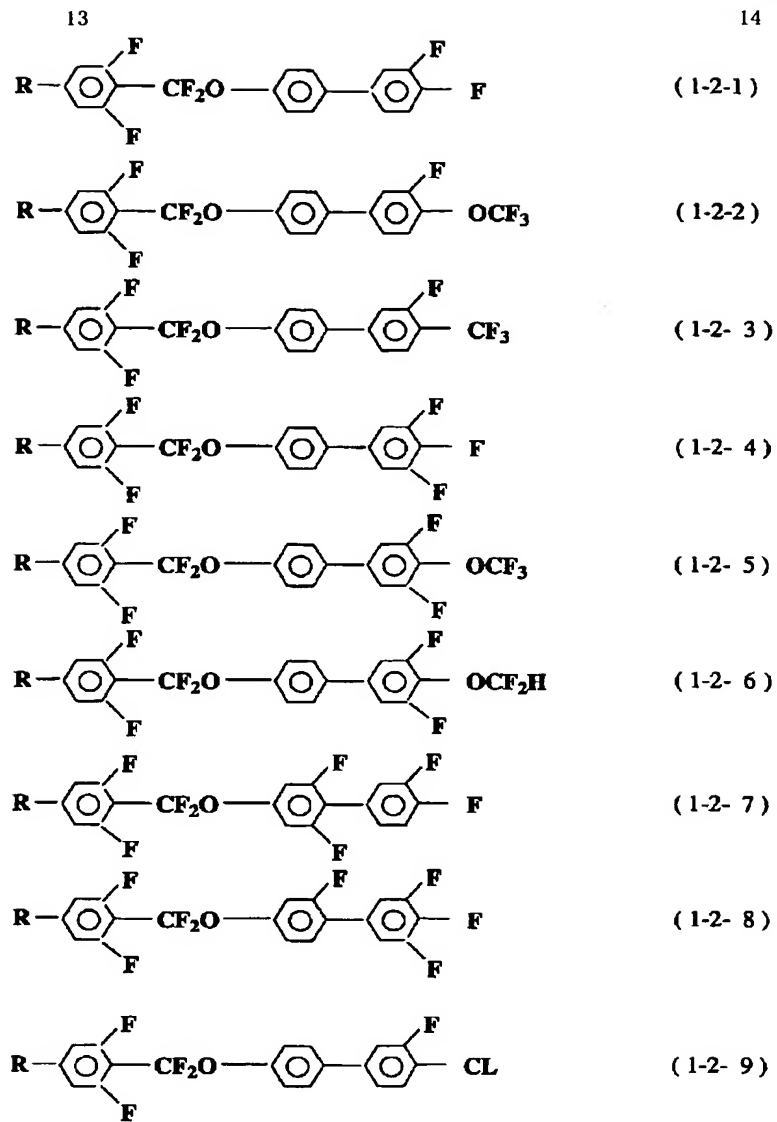 13 14
F
R CF₂O F (1-2-1)
F F
F F
R CF₂O OCF₃ (1-2-2)
F
F F
R CF₂O CF₃ (1-2- 3)
F
F F
R CF₂O F (1-2- 4)
F F
F F
R CF₂O OCF₃ (1-2- 5)
F F
F F
R CF₂O OCF₂H (1-2- 6)
F F
F F F
R CF₂O F (1-2- 7)
F F
F F F
R CF₂O F (1-2- 8)
F F
F F
R CF₂O CL (1-2- 9)
F